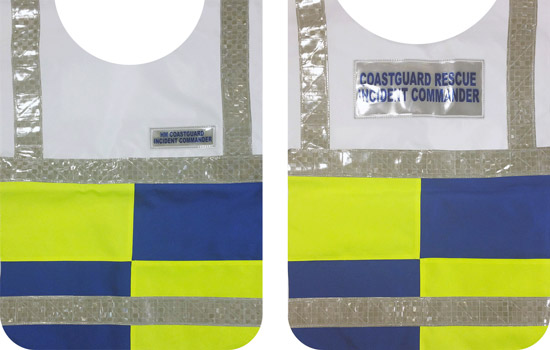 HM COASTGUARD
INCIDENT COMMANDER
COASTGUARD RESCUE
INCIDENT COMMANDER